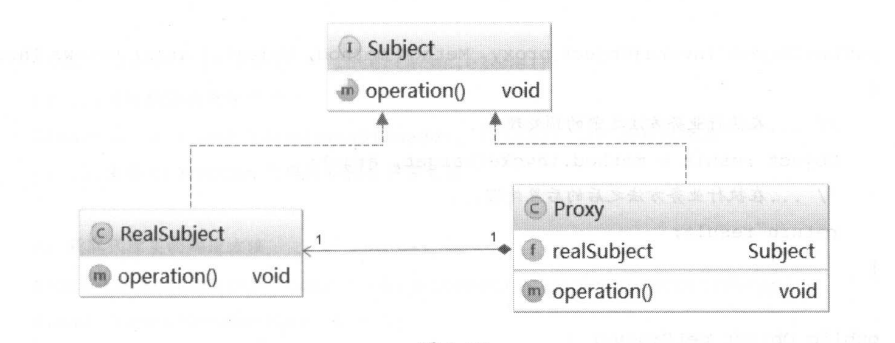 I Subject
m operation() void
C RealSubject
m operation() void
1
1
C Proxy
f realSubject Subject
m operation() void